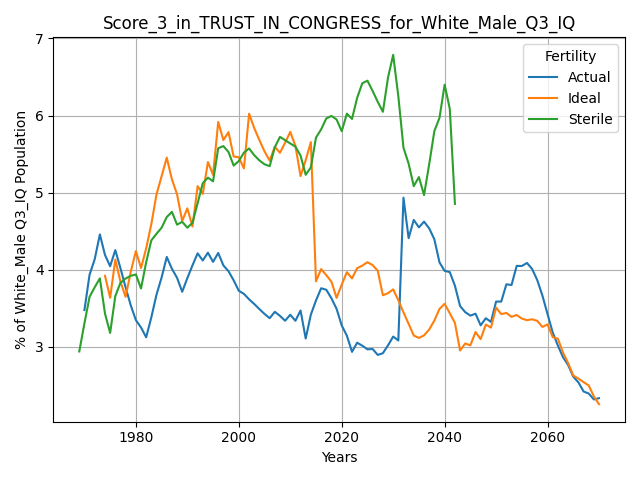 Score_3_in_TRUST_IN_CONGRESS_for_White_Male_Q3_IQ
Fertility
Actual
Ideal
Sterile
% of White_Male Q3_IQ Population
7
6
5
4
3
1980
2000
2020
2040
2060
Years